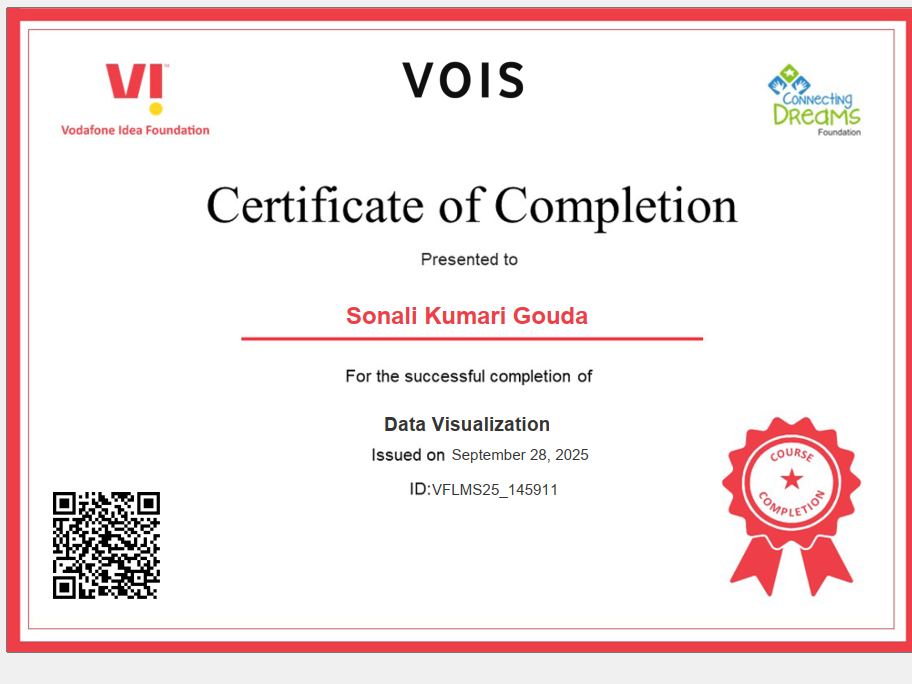 VI™
Vodafone Idea Foundation
VOIS
Connecting
Dreams
Foundation
Certificate of Completion
Presented to
Sonali Kumari Gouda
For the successful completion of
Data Visualization
Issued on September 28, 2025
ID:VFLMS25_145911
COURSE
COMPLETION